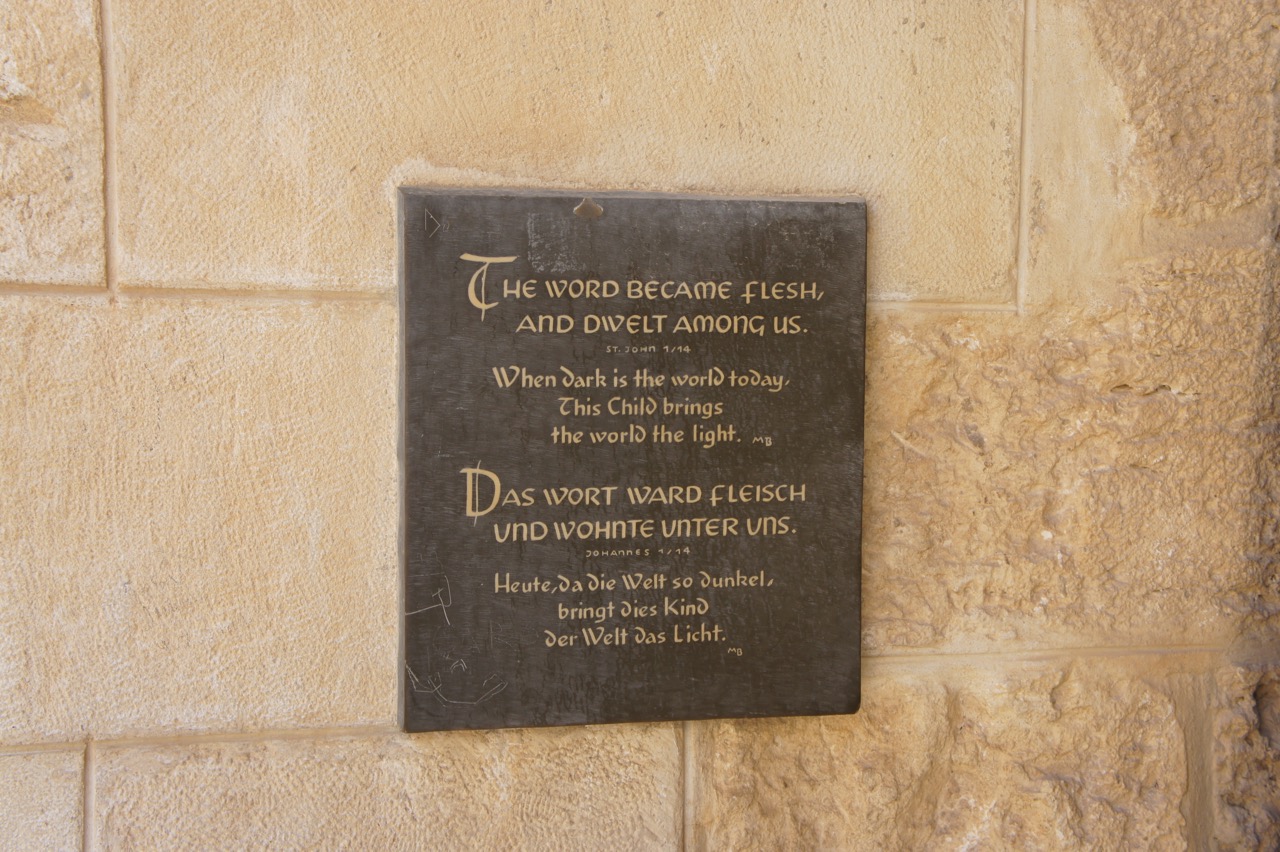 THE WORD BECAME FLESH,
AND DWELT AMONG US.
ST. JOHN 1/14
When dark is the world today,
This Child brings
the world the light. MB
DAS WORT WARD FLEISCH
UND WOHNTE UNTER UNS.
JOHANNES 1/14
Heute, da die Welt so dunkel,
bringt dies Kind
der Welt das Licht.
MB